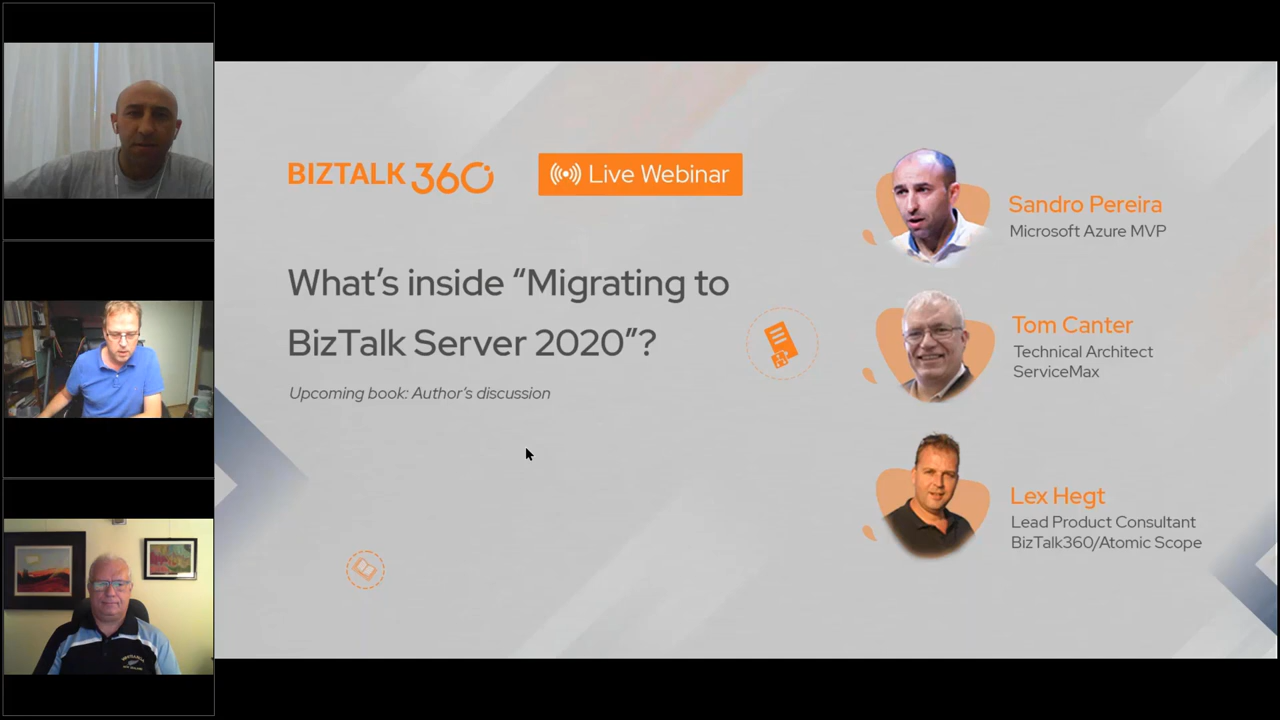 BIZTALK 360
Live Webinar
What's inside “Migrating to
BizTalk Server 2020”?
Upcoming book: Author's discussion
Sandro Pereira
Microsoft Azure MVP
Tom Canter
Technical Architect
ServiceMax
Lex Hegt
Lead Product Consultant
BizTalk360/Atomic Scope